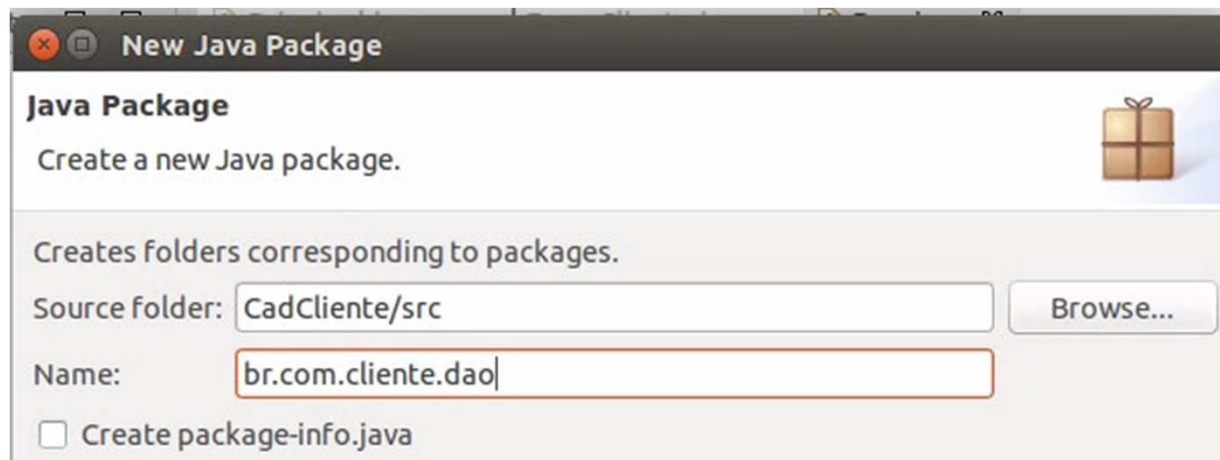 New Java Package
Java Package
Create a new Java package.
Creates folders corresponding to packages.
Source folder: CadCliente/src Browse...
Name: br.com.cliente.dao
Create package-info.java